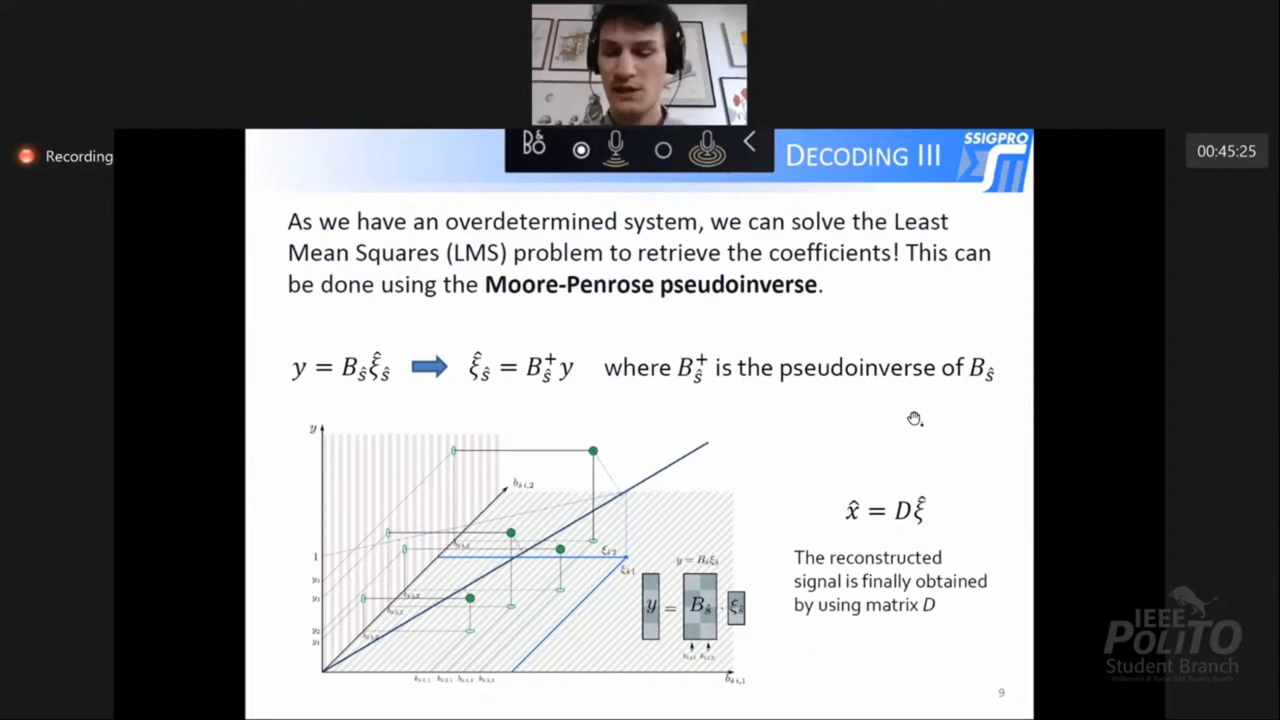 B&O
DECODING III
SSIGPRO
Recording
00:45:25
As we have an overdetermined system, we can solve the Least
Mean Squares (LMS) problem to retrieve the coefficients! This can
be done using the Moore-Penrose pseudoinverse.
y = B_ŝ ξ̂_ŝ ξ̂_ŝ = B_ŝ^+ y where B_ŝ^+ is the pseudoinverse of B_ŝ
y
1
ξ
y = B_ŝ ξ_ŝ
y = B_ŝ · ξ_ŝ
x̂ = Dξ̂
The reconstructed
signal is finally obtained
by using matrix D
IEEE
POLITO
Student Branch
9